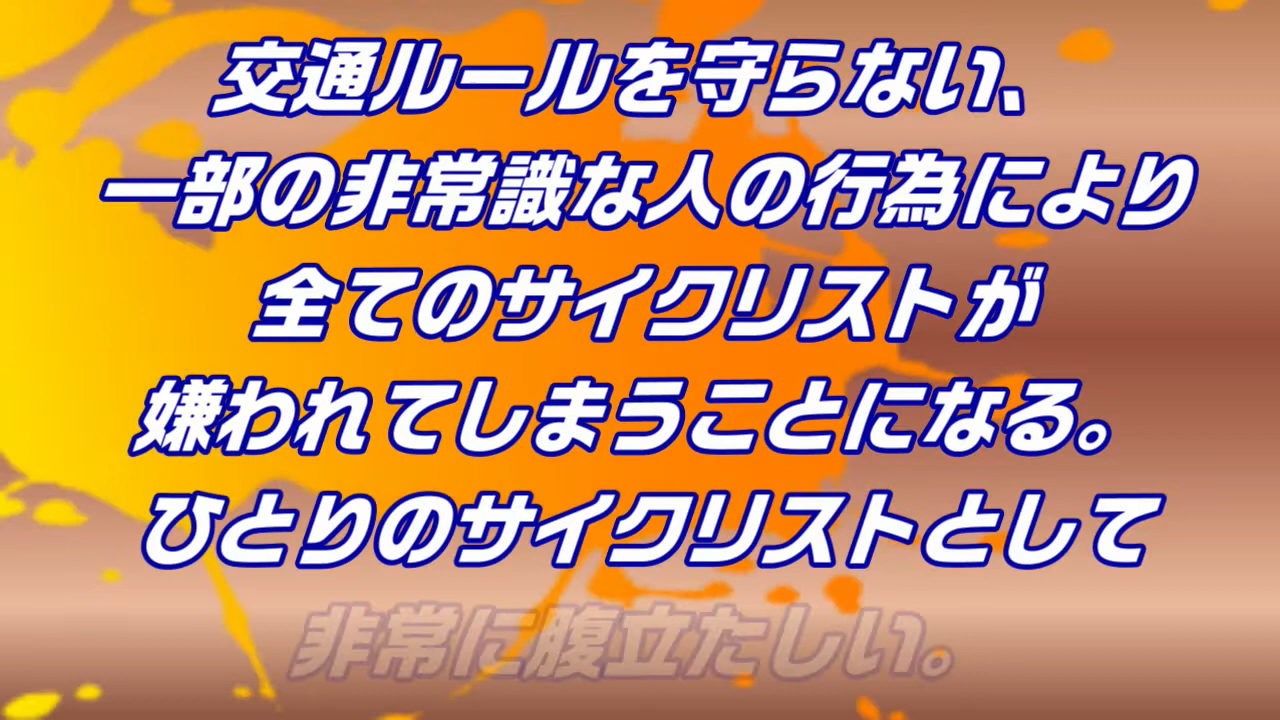 交通ルールを守らない、
一部の非常識な人の行為により
全てのサイクリストが
嫌われてしまうことになる。
ひとりのサイクリストとして
非常に腹立たしい。